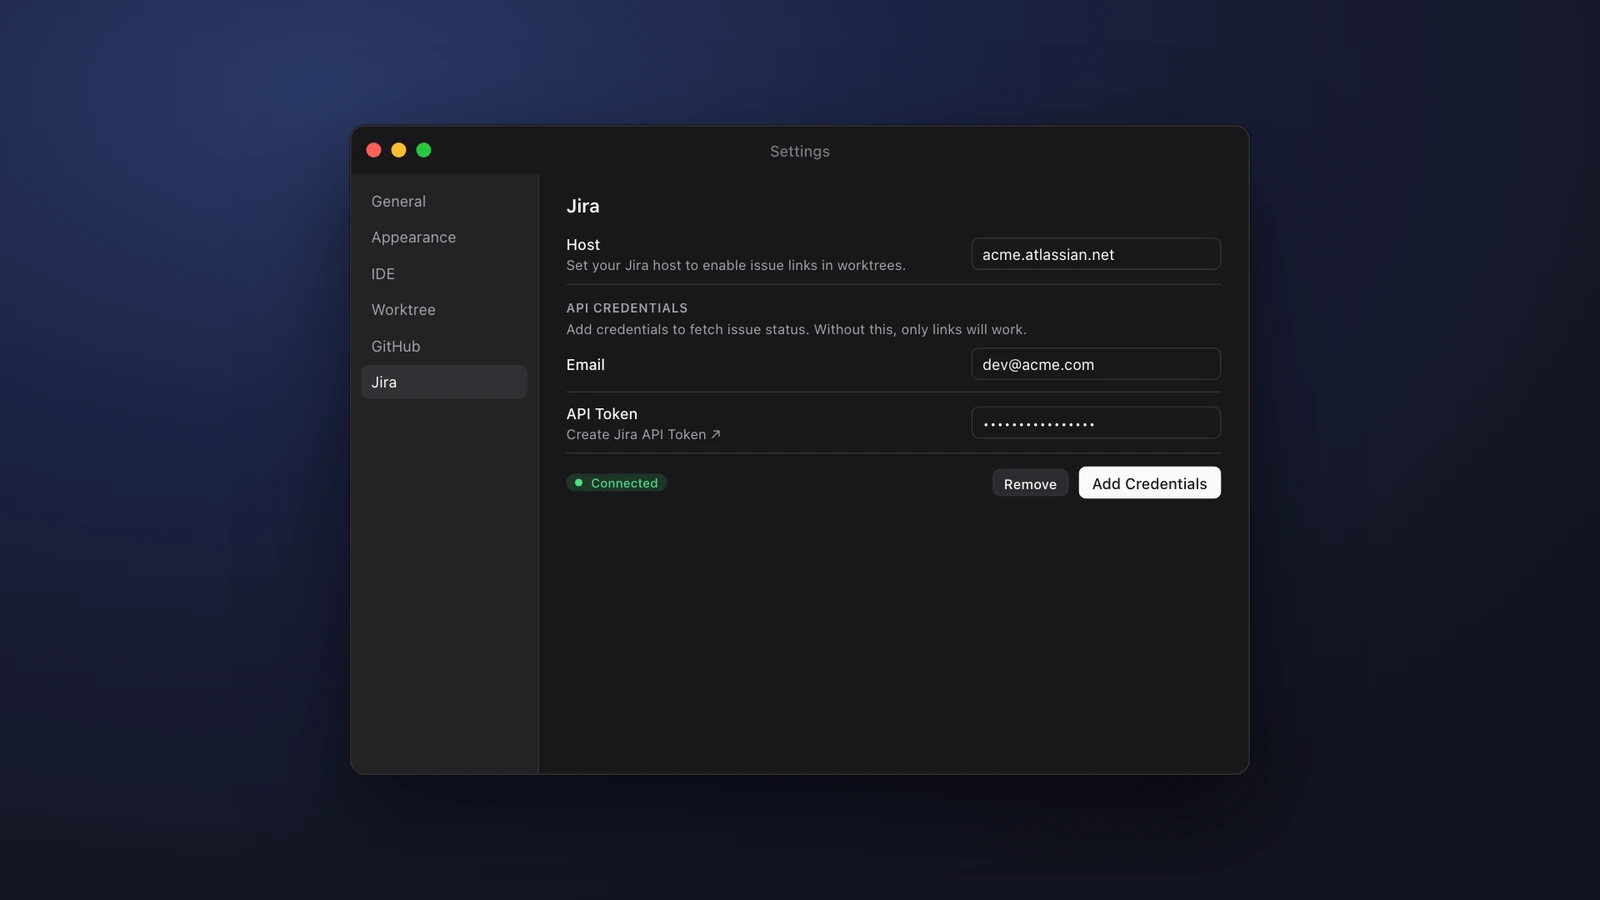 Settings
General
Appearance
IDE
Worktree
GitHub
Jira
Jira
Host
Set your Jira host to enable issue links in worktrees.
acme.atlassian.net
API CREDENTIALS
Add credentials to fetch issue status. Without this, only links will work.
Email
dev@acme.com
API Token
Create Jira API Token ↗
••••••••••••••••
Connected
Remove
Add Credentials